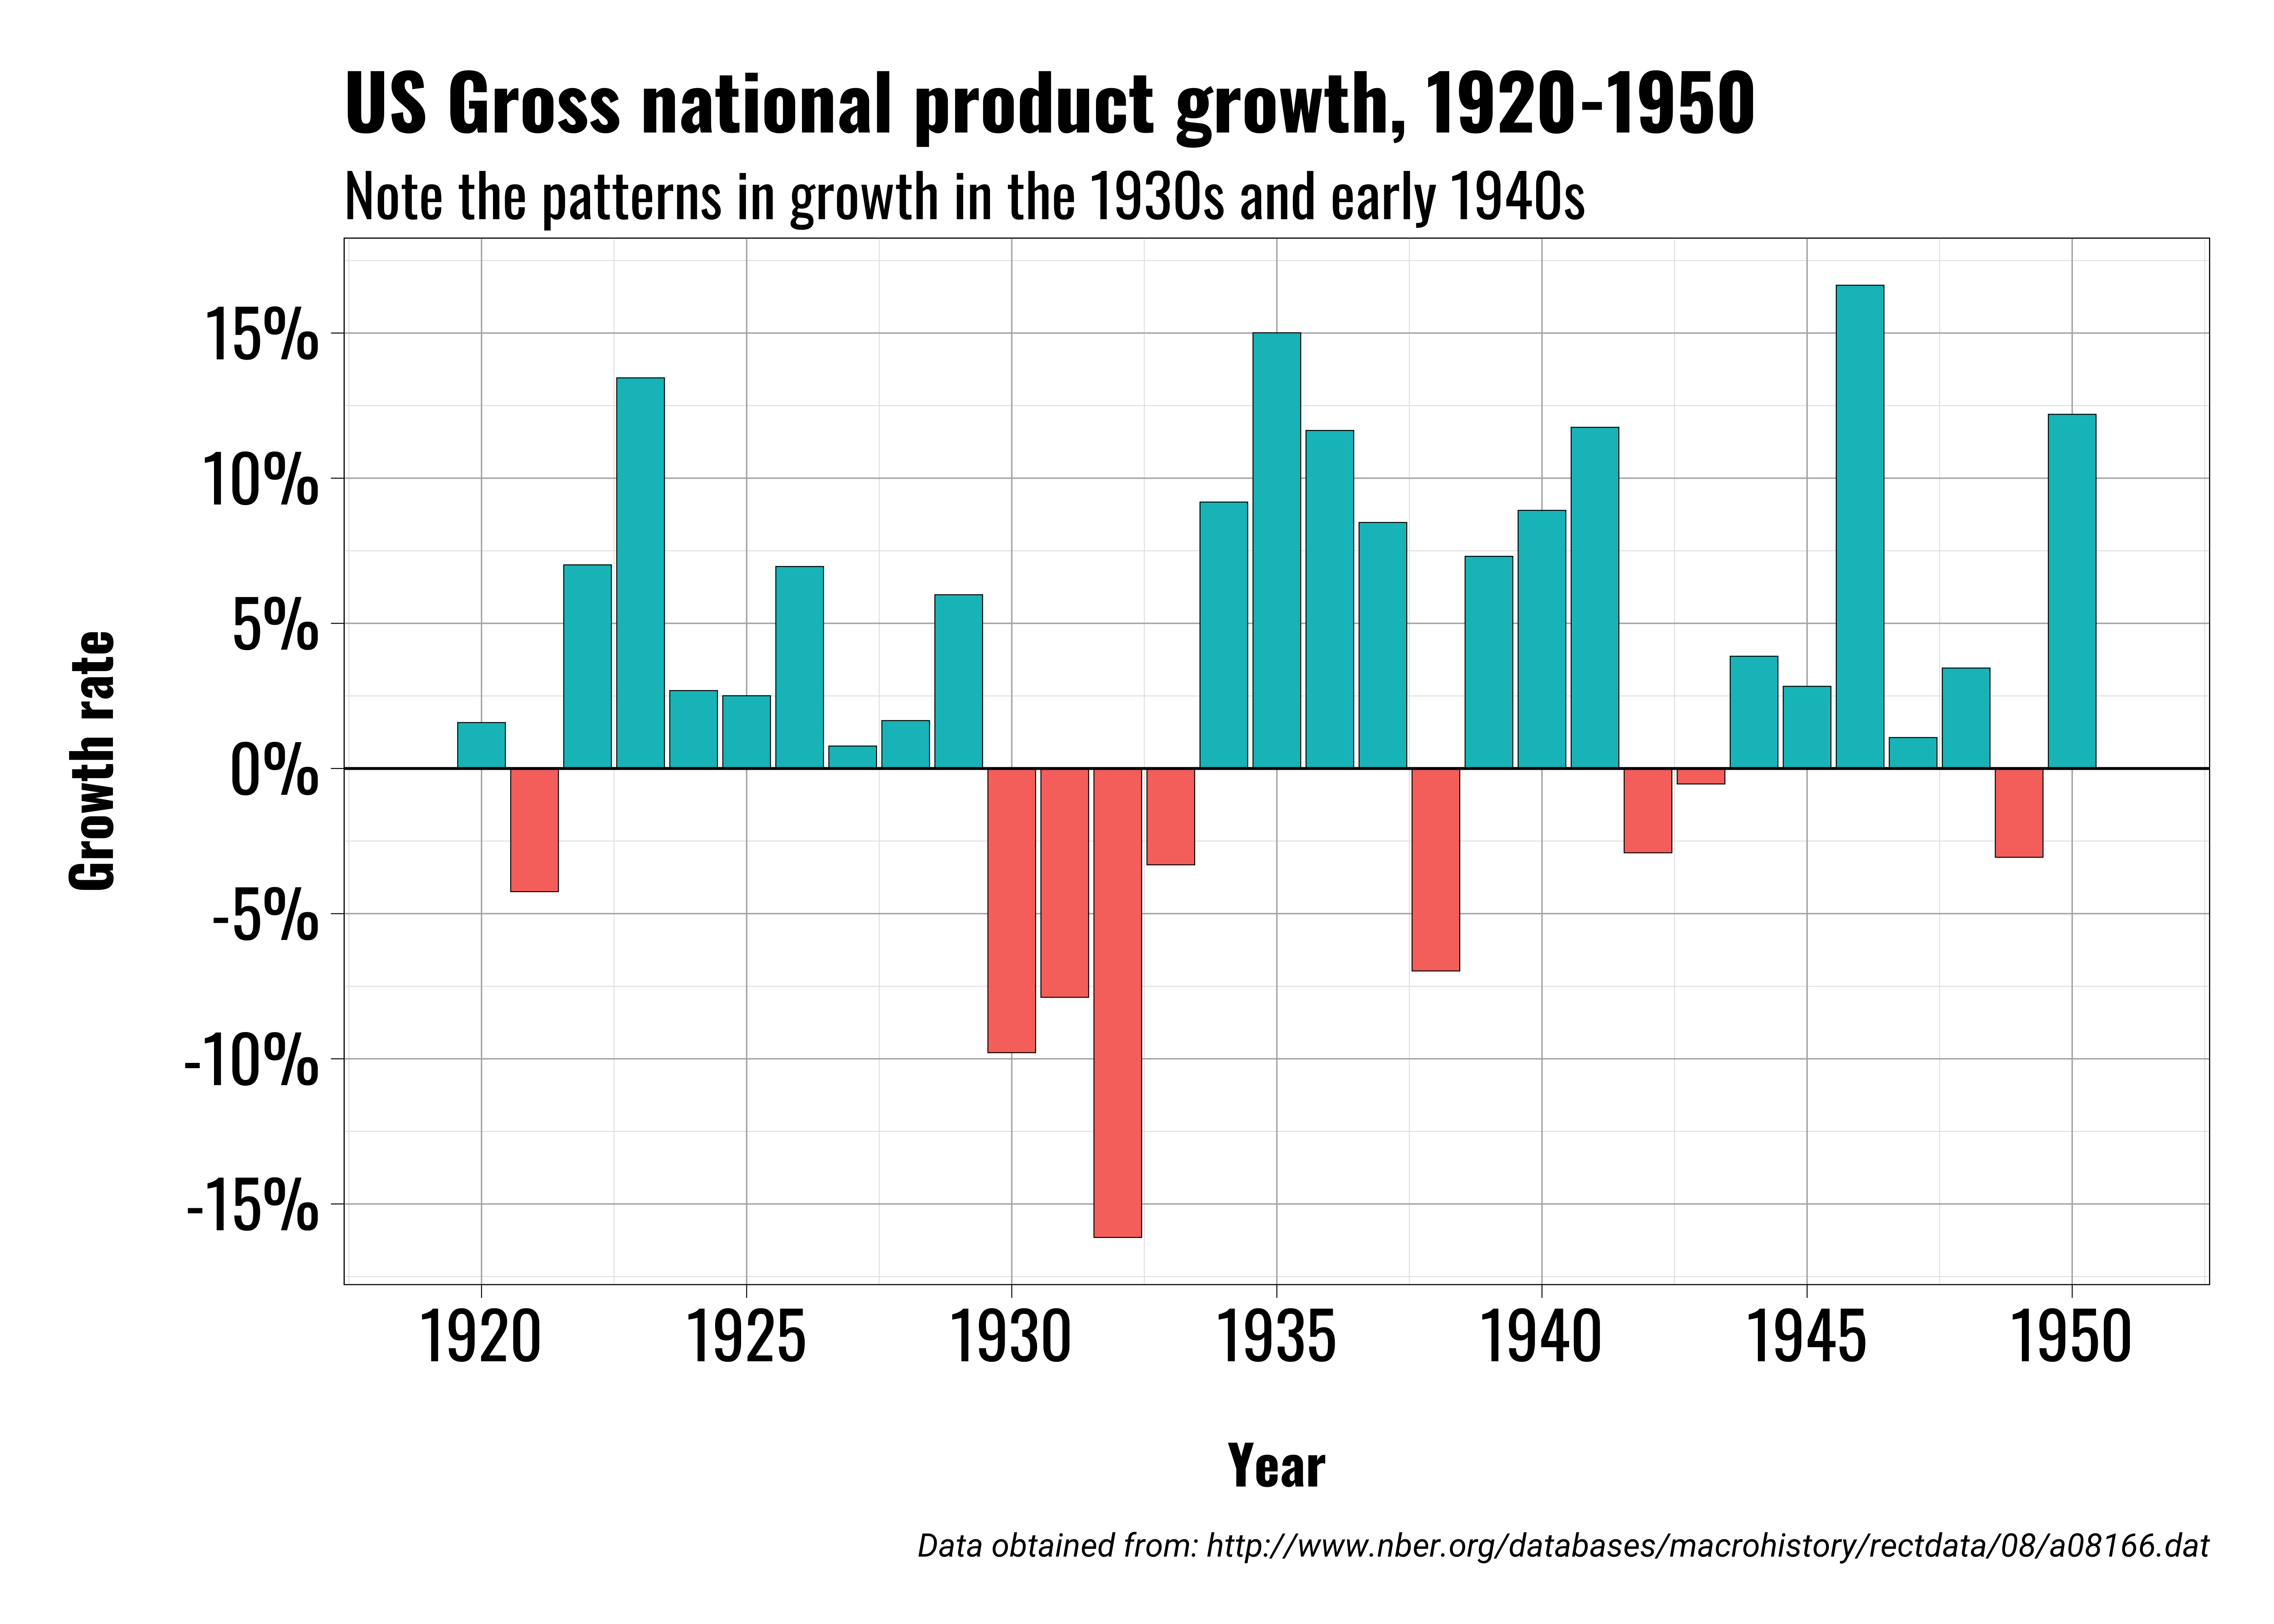 US Gross national product growth, 1920-1950
Note the patterns in growth in the 1930s and early 1940s
15%
10%
5%
0%
-5%
-10%
-15%
Growth rate
1920 1925 1930 1935 1940 1945 1950
Year
Data obtained from: http://www.nber.org/databases/macrohistory/rectdata/08/a08166.dat